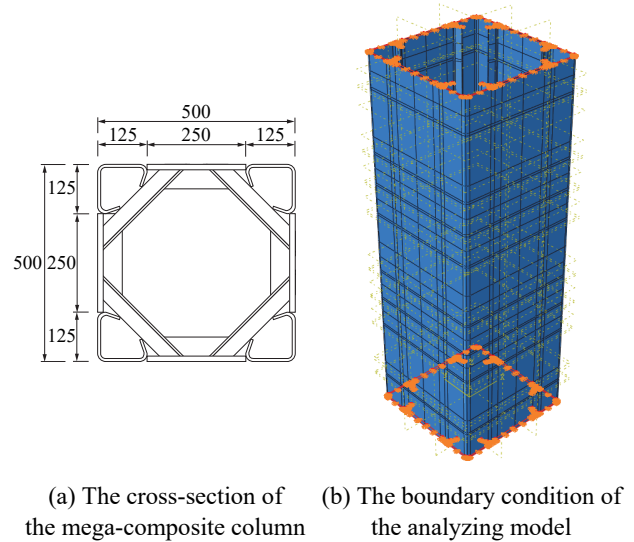 500
125 250 125
125
500 250
125
(a) The cross-section of
the mega-composite column
(b) The boundary condition of
the analyzing model